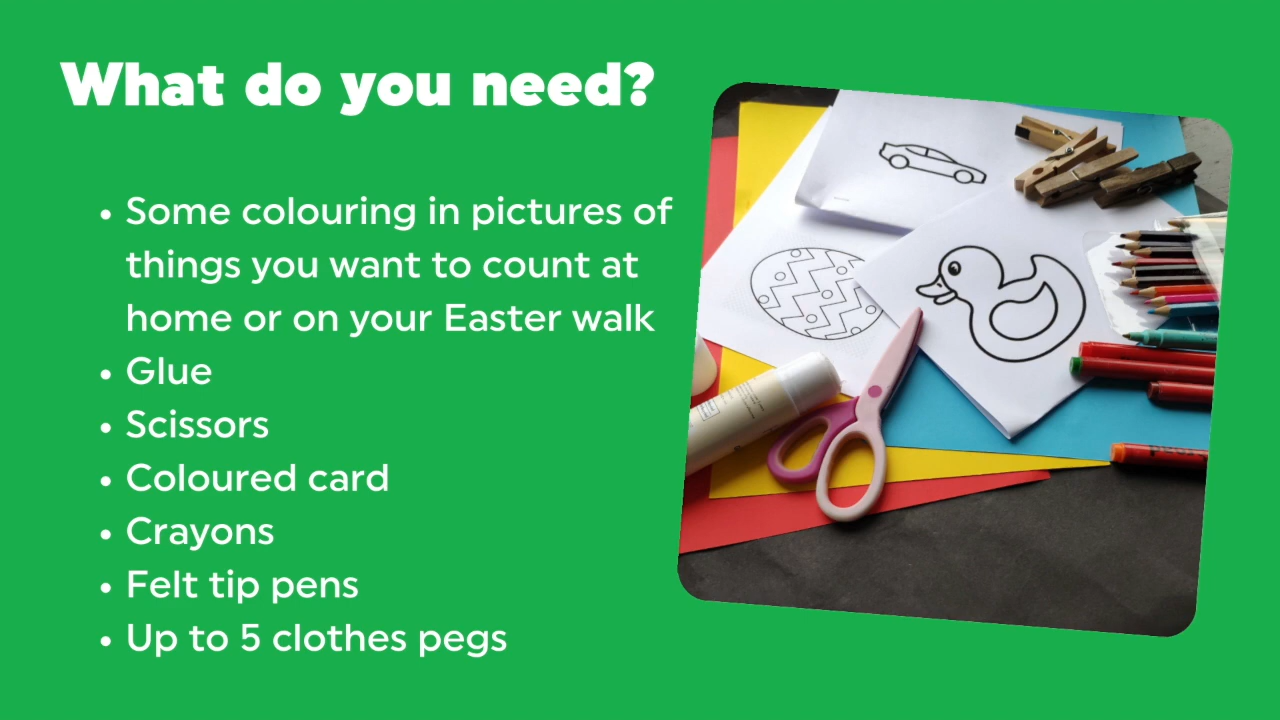 What do you need?
• Some colouring in pictures of
things you want to count at
home or on your Easter walk
• Glue
• Scissors
• Coloured card
• Crayons
• Felt tip pens
• Up to 5 clothes pegs